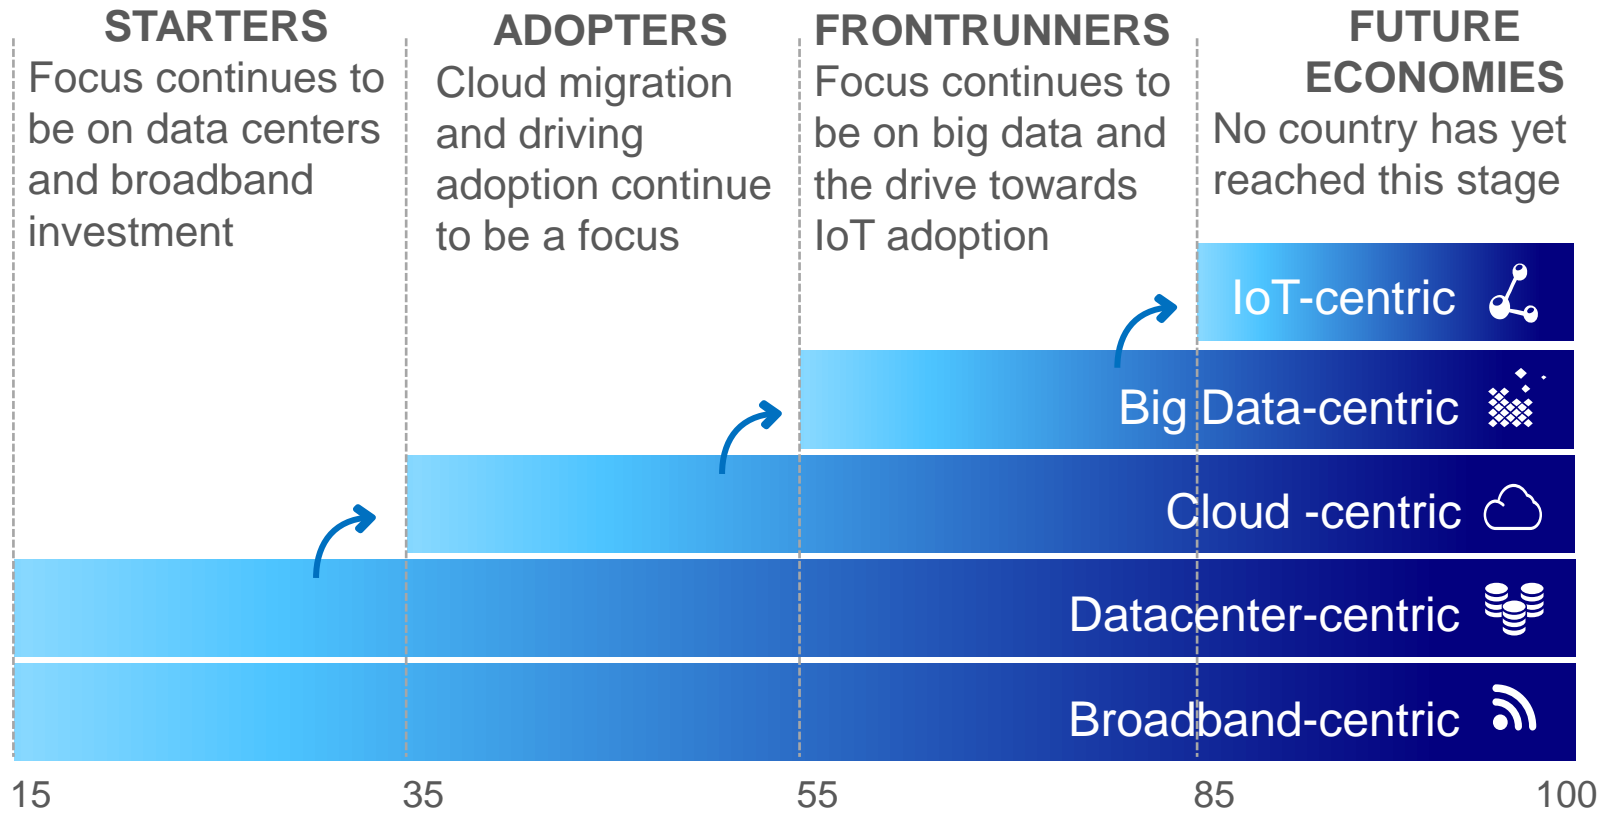 STARTERS
Focus continues to
be on data centers
and broadband
investment
ADOPTERS
Cloud migration
and driving
adoption continue
to be a focus
FRONTRUNNERS
Focus continues to
be on big data and
the drive towards
IoT adoption
FUTURE
ECONOMIES
No country has yet
reached this stage
IoT-centric
Big Data-centric
Cloud -centric
Datacenter-centric
Broadband-centric
15
35
55
85
100